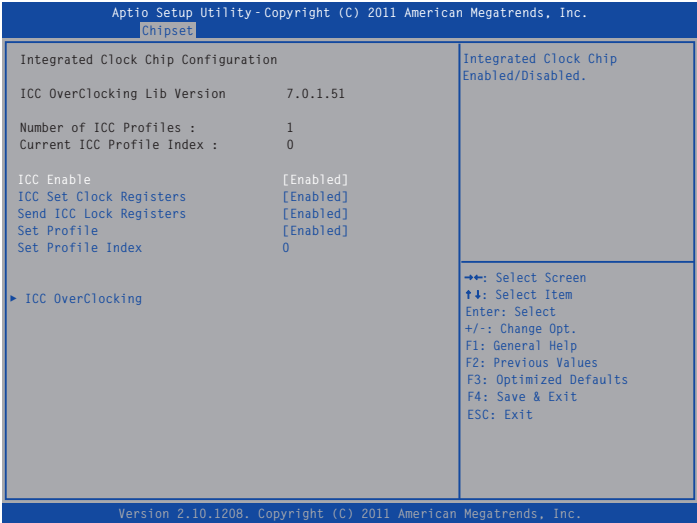 Aptio Setup Utility - Copyright (C) 2011 American Megatrends, Inc.
Chipset
Integrated Clock Chip Configuration
ICC OverClocking Lib Version 7.0.1.51
Number of ICC Profiles : 1
Current ICC Profile Index : 0
ICC Enable [Enabled]
ICC Set Clock Registers [Enabled]
Send ICC Lock Registers [Enabled]
Set Profile [Enabled]
Set Profile Index 0
► ICC OverClocking
Integrated Clock Chip
Enabled/Disabled.
→←: Select Screen
↑↓: Select Item
Enter: Select
+/-: Change Opt.
F1: General Help
F2: Previous Values
F3: Optimized Defaults
F4: Save & Exit
ESC: Exit
Version 2.10.1208. Copyright (C) 2011 American Megatrends, Inc.